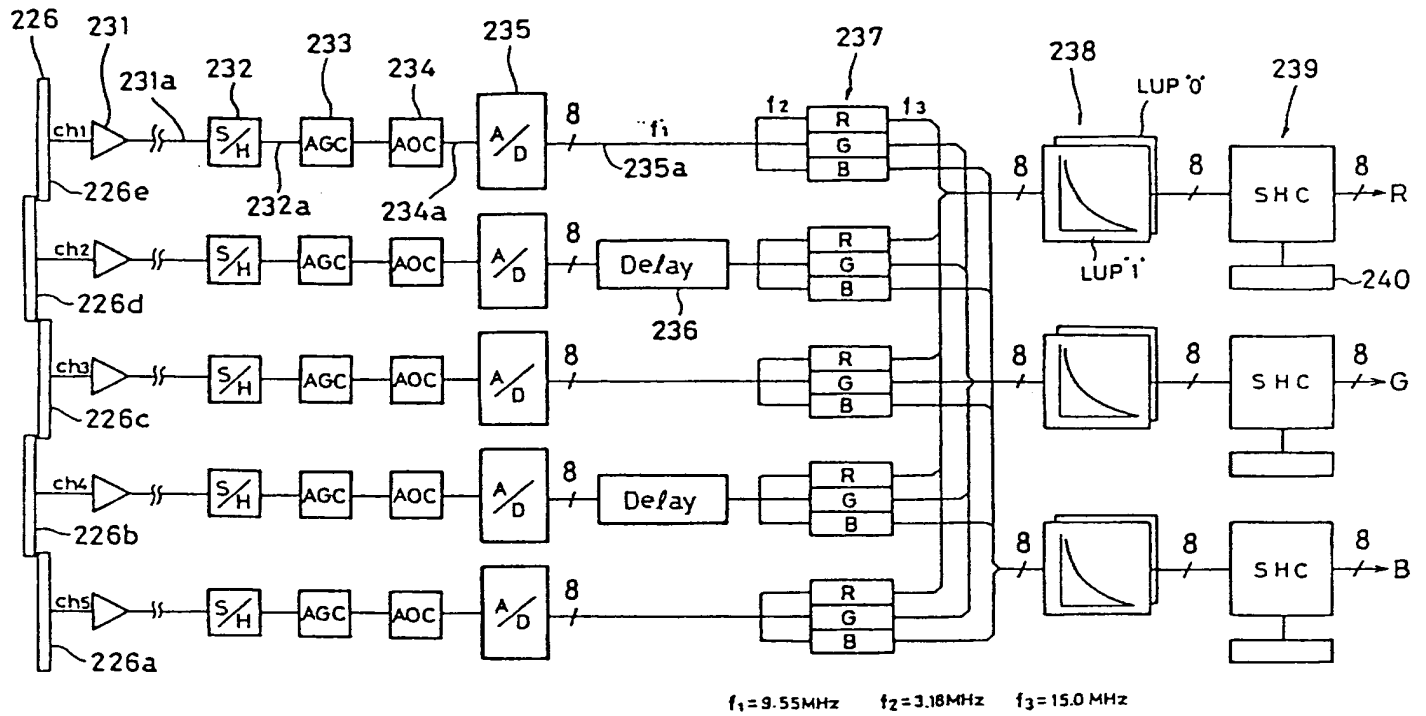 226 231 233 235 237 238 239
231a 232 234 LUP "0"
ch1 S/H AGC AOC A/D 8 f₁ f₂ R G B f₃ 8 8 SHC 8 R
226e 232a 234a 235a
LUP "1"
240
ch2 S/H AGC AOC A/D 8 Delay R G B
226d 236
ch3 S/H AGC AOC A/D 8 R G B 8 8 SHC 8 G
226c
ch4 S/H AGC AOC A/D 8 Delay R G B
226b
8 8 SHC 8 B
ch5 S/H AGC AOC A/D 8 R G B
226a
f₁=9.55MHz f₂=3.18MHz f₃=15.0MHz